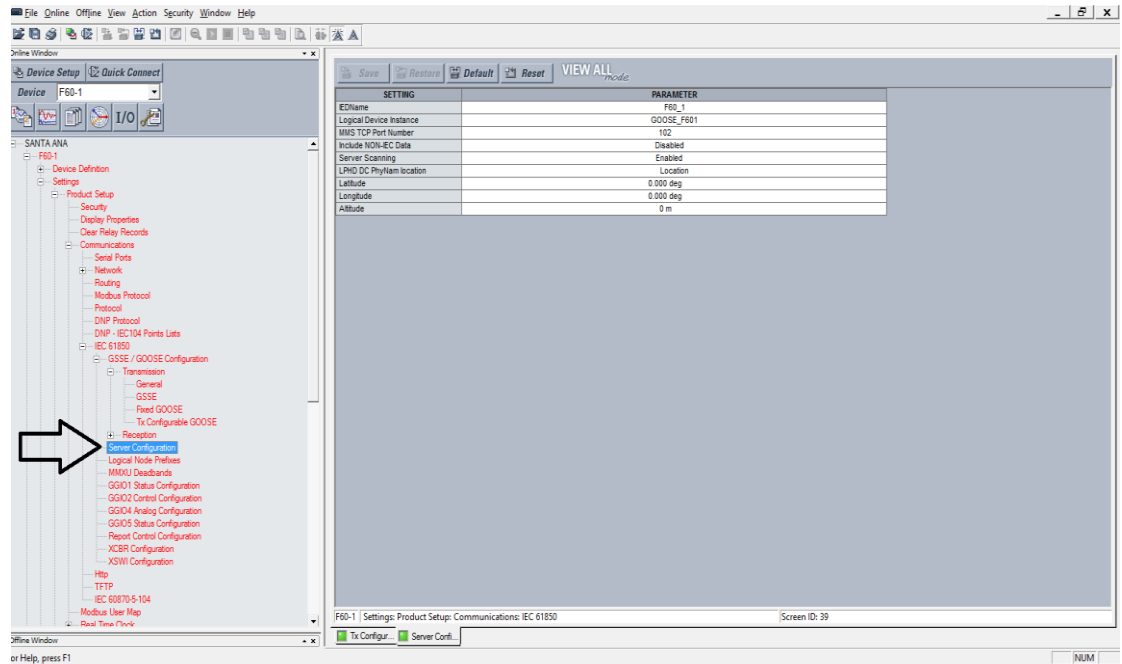 File Online Offline View Action Security Window Help
Online Window
Device Setup Quick Connect
Device F60-1
I/O
SANTA ANA
F60-1
Device Definition
Settings
Product Setup
Security
Display Properties
Clear Relay Records
Communications
Serial Ports
Network
Routing
Modbus Protocol
Protocol
DNP Protocol
DNP - IEC104 Points Lists
IEC 61850
GSSE / GOOSE Configuration
Transmission
General
GSSE
Fixed GOOSE
Tx Configurable GOOSE
Reception
Server Configuration
Logical Node Prefixes
MMXU Deadbands
GGIO1 Status Configuration
GGIO2 Control Configuration
GGIO4 Analog Configuration
GGIO5 Status Configuration
Report Control Configuration
XCBR Configuration
XSWI Configuration
Http
TFTP
IEC 60870-5-104
Modbus User Map
Real Time Clock
Offline Window
Save Restore Default Reset VIEW ALL mode
SETTING PARAMETER
IEDName F60_1
Logical Device Instance GOOSE_F601
MMS TCP Port Number 102
Include NON-IEC Data Disabled
Server Scanning Enabled
LPHD DC PhyNam location Location
Latitude 0.000 deg
Longitude 0.000 deg
Altitude 0 m
F60-1 Settings: Product Setup: Communications: IEC 61850 Screen ID: 39
Tx Configur... Server Confi...
or Help, press F1 NUM